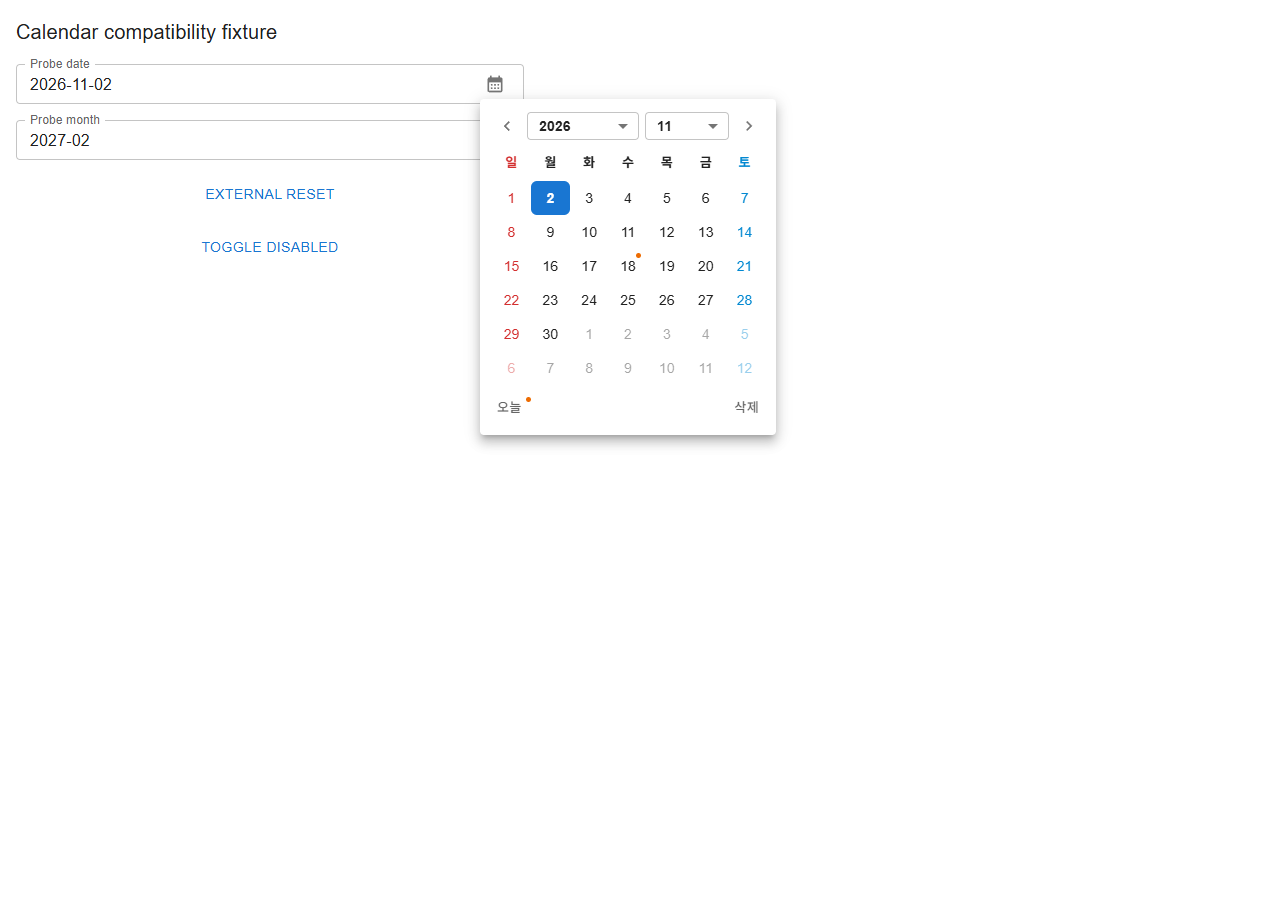 Calendar compatibility fixture
Probe date
2026-11-02
Probe month
2027-02
EXTERNAL RESET
TOGGLE DISABLED
2026 11
일 월 화 수 목 금 토
1 2 3 4 5 6 7
8 9 10 11 12 13 14
15 16 17 18 19 20 21
22 23 24 25 26 27 28
29 30 1 2 3 4 5
6 7 8 9 10 11 12
오늘 삭제